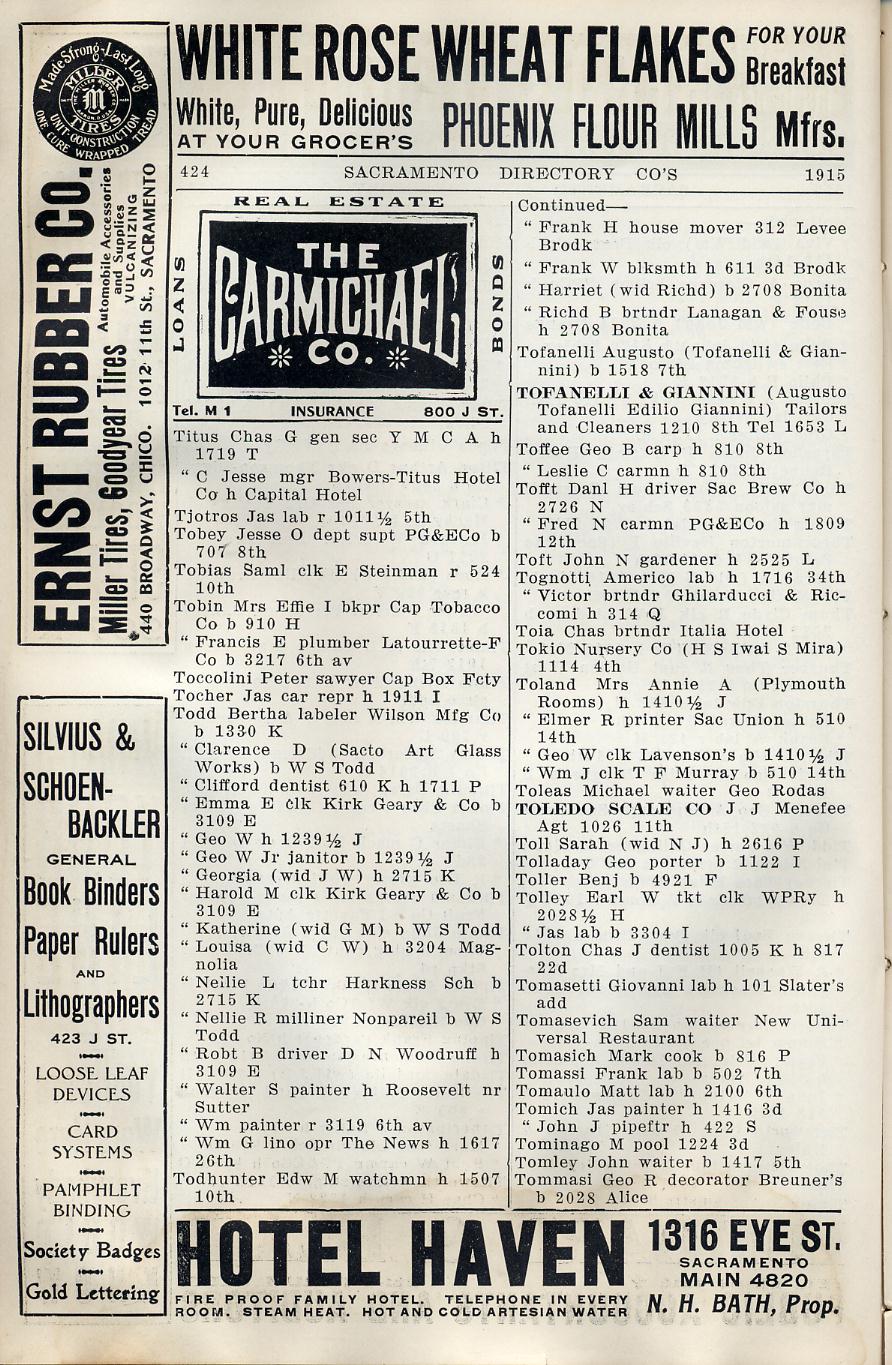 WHITE ROSE WHEAT FLAKES FOR YOUR
Breakfast
White, Pure, Delicious
AT YOUR GROCER'S
PHOENIX FLOUR MILLS Mfrs.
424 SACRAMENTO DIRECTORY CO'S 1915
Made Strong-Last Long
MILLER
TIRES
UNIT CONSTRUCTION
ONE CURE WRAPPED TREAD
ERNST RUBBER CO.
Automobile Accessories
and Supplies
VULCANIZING
Miller Tires, Goodyear Tires
440 BROADWAY, CHICO. 1012 11th St., SACRAMENTO
SILVIUS &
SCHOEN-
BACKLER
GENERAL
Book Binders
Paper Rulers
AND
Lithographers
423 J ST.
LOOSE LEAF
DEVICES
CARD
SYSTEMS
PAMPHLET
BINDING
Society Badges
Gold Lettering
REAL ESTATE
LOANS
THE
CARMICHAEL
CO.
BONDS
Tel. M 1 INSURANCE 800 J ST.
Titus Chas G gen sec Y M C A h
1719 T
" C Jesse mgr Bowers-Titus Hotel
Co h Capital Hotel
Tjotros Jas lab r 1011½ 5th
Tobey Jesse O dept supt PG&ECo b
707 8th
Tobias Saml clk E Steinman r 524
10th
Tobin Mrs Effie I bkpr Cap Tobacco
Co b 910 H
" Francis E plumber Latourrette-F
Co b 3217 6th av
Toccolini Peter sawyer Cap Box Fcty
Tocher Jas car repr h 1911 I
Todd Bertha labeler Wilson Mfg Co
b 1330 K
" Clarence D (Sacto Art Glass
Works) b W S Todd
" Clifford dentist 610 K h 1711 P
" Emma E clk Kirk Geary & Co b
3109 E
" Geo W h 1239½ J
" Geo W Jr janitor b 1239½ J
" Georgia (wid J W) h 2715 K
" Harold M clk Kirk Geary & Co b
3109 E
" Katherine (wid G M) b W S Todd
" Louisa (wid C W) h 3204 Mag-
nolia
" Nellie L tchr Harkness Sch b
2715 K
" Nellie R milliner Nonpareil b W S
Todd
" Robt B driver D N Woodruff h
3109 E
" Walter S painter h Roosevelt nr
Sutter
" Wm painter r 3119 6th av
" Wm G lino opr The News h 1617
26th
Todhunter Edw M watchmn h 1507
10th
Continued—
" Frank H house mover 312 Levee
Brodk
" Frank W blksmth h 611 3d Brodk
" Harriet (wid Richd) b 2708 Bonita
" Richd B brtndr Lanagan & Fouse
h 2708 Bonita
Tofanelli Augusto (Tofanelli & Gian-
nini) b 1518 7th
TOFANELLI & GIANNINI (Augusto
Tofanelli Edilio Giannini) Tailors
and Cleaners 1210 8th Tel 1653 L
Toffee Geo B carp h 810 8th
" Leslie C carmn h 810 8th
Tofft Danl H driver Sac Brew Co h
2726 N
" Fred N carmn PG&ECo h 1809
12th
Toft John N gardener h 2525 L
Tognotti Americo lab h 1716 34th
" Victor brtndr Ghilarducci & Ric-
comi h 314 Q
Toia Chas brtndr Italia Hotel
Tokio Nursery Co (H S Iwai S Mira)
1114 4th
Toland Mrs Annie A (Plymouth
Rooms) h 1410½ J
" Elmer R printer Sac Union h 510
14th
" Geo W clk Lavenson's b 1410½ J
" Wm J clk T F Murray b 510 14th
Toleas Michael waiter Geo Rodas
TOLEDO SCALE CO J J Menefee
Agt 1026 11th
Toll Sarah (wid N J) h 2616 P
Tolladay Geo porter b 1122 I
Toller Benj b 4921 F
Tolley Earl W tkt clk WPRy h
2028½ H
" Jas lab b 3304 I
Tolton Chas J dentist 1005 K h 817
22d
Tomasetti Giovanni lab h 101 Slater's
add
Tomasevich Sam waiter New Uni-
versal Restaurant
Tomasich Mark cook b 816 P
Tomassi Frank lab b 502 7th
Tomaulo Matt lab h 2100 6th
Tomich Jas painter h 1416 3d
" John J pipeftr h 422 S
Tominago M pool 1224 3d
Tomley John waiter b 1417 5th
Tommasi Geo R decorator Breuner's
b 2028 Alice
HOTEL HAVEN
FIRE PROOF FAMILY HOTEL. TELEPHONE IN EVERY
ROOM. STEAM HEAT. HOT AND COLD ARTESIAN WATER
1316 EYE ST.
SACRAMENTO
MAIN 4820
N. H. BATH, Prop.